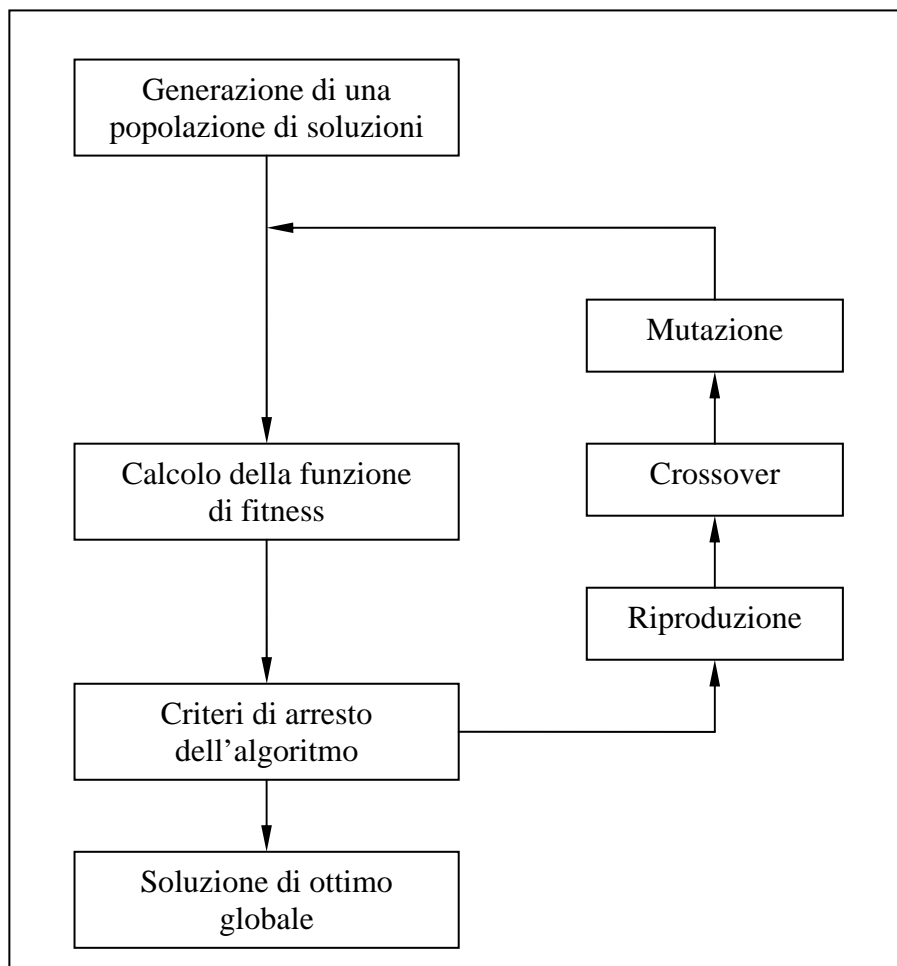 Generazione di una
popolazione di soluzioni
Mutazione
Calcolo della funzione
di fitness
Crossover
Riproduzione
Criteri di arresto
dell’algoritmo
Soluzione di ottimo
globale